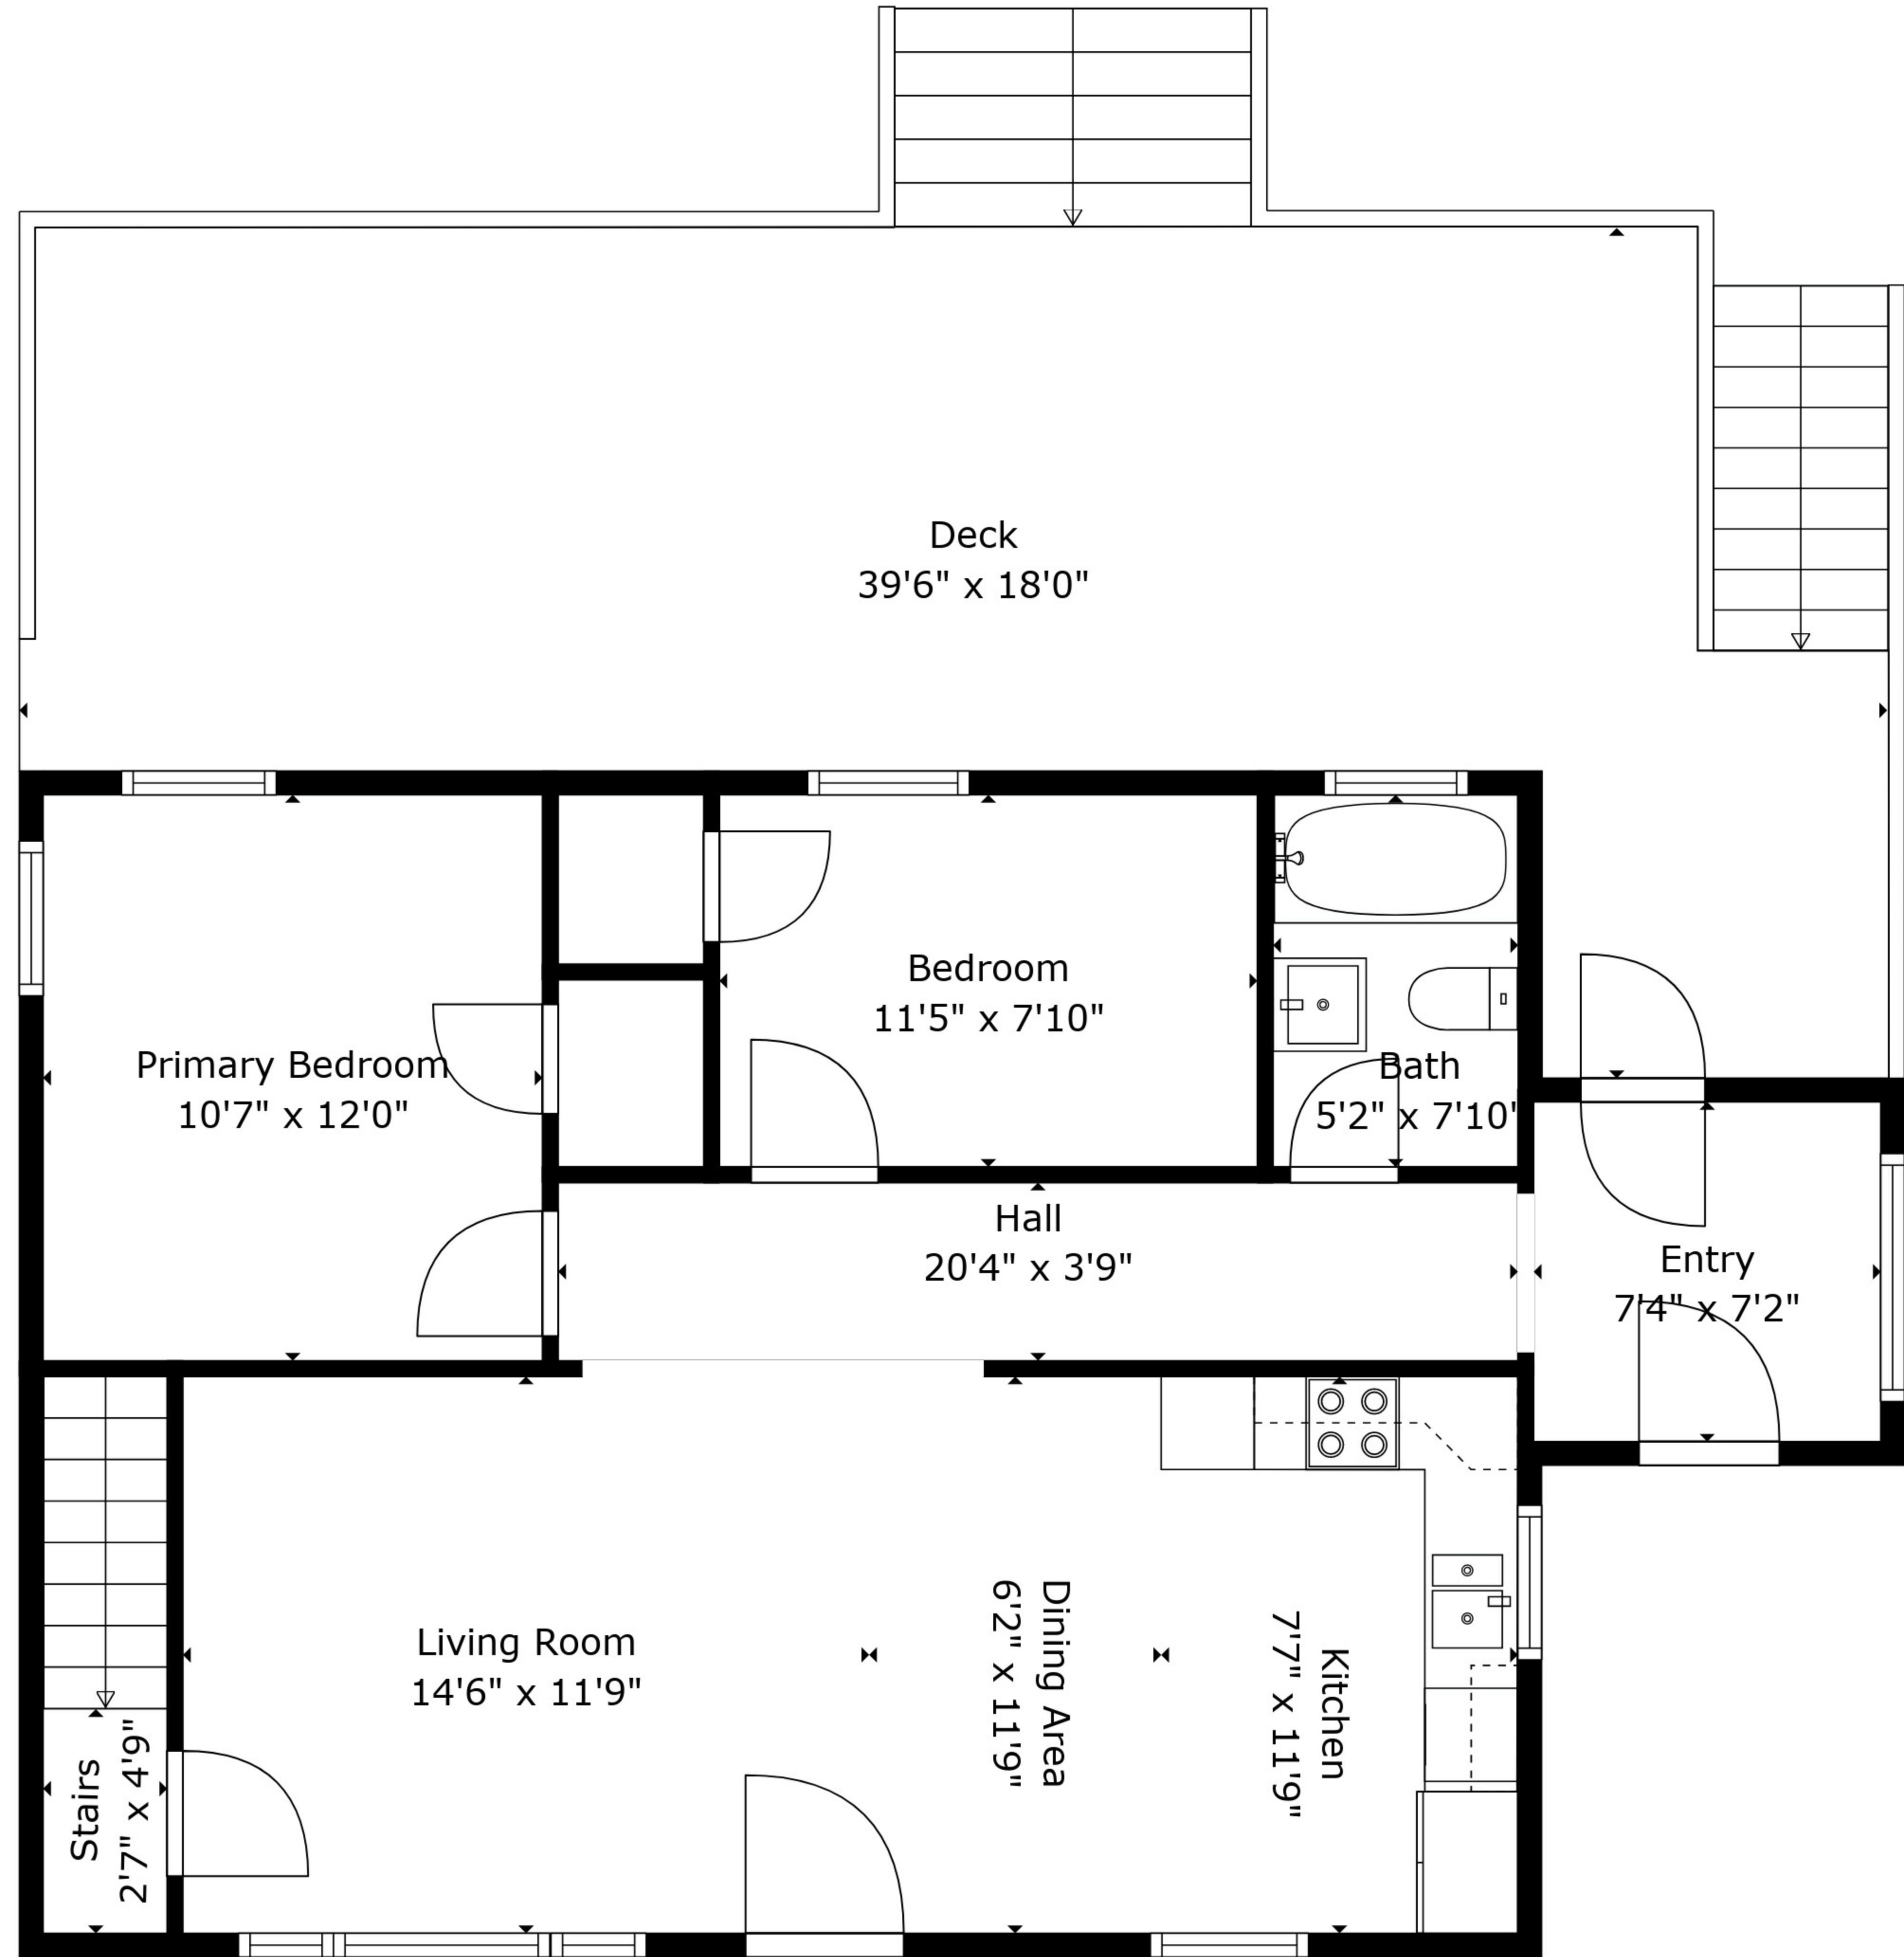 Deck
39'6" x 18'0"
Bedroom
11'5" x 7'10"
Primary Bedroom
10'7" x 12'0"
Bath
5'2" x 7'10"
Hall
20'4" x 3'9"
Entry
7'4" x 7'2"
Living Room
14'6" x 11'9"
Dining Area
6'2" x 11'9"
Kitchen
7'7" x 11'9"
Stairs
2'7" x 4'9"